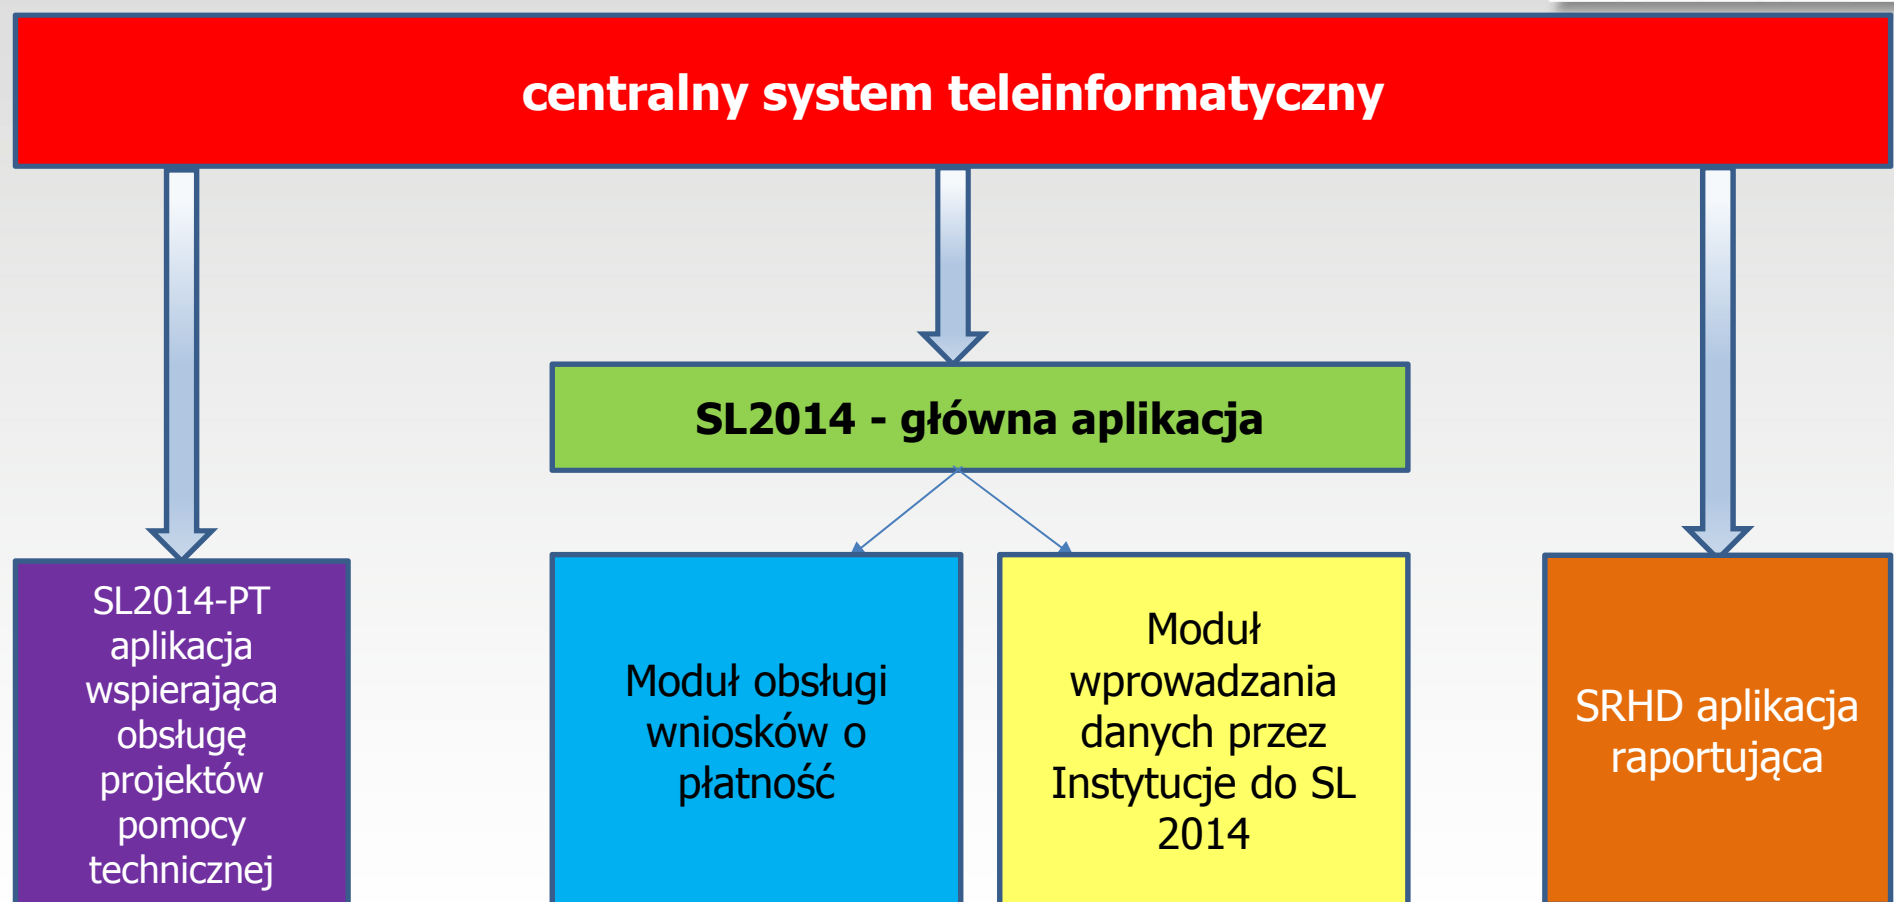 centralny system teleinformatyczny
SL2014 - główna aplikacja
SL2014-PT
aplikacja
wspierająca
obsługę
projektów
pomocy
technicznej
Moduł obsługi
wniosków o
płatność
Moduł
wprowadzania
danych przez
Instytucje do SL
2014
SRHD aplikacja
raportująca